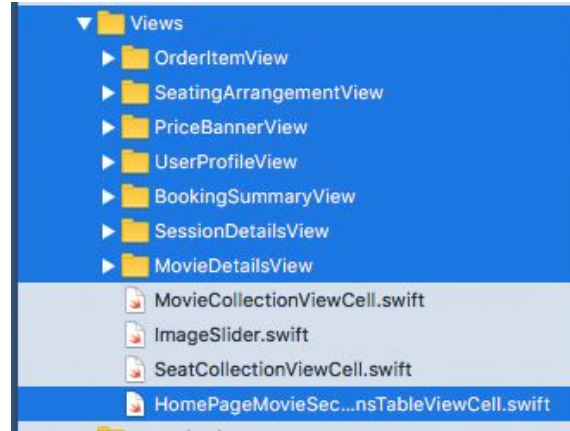 Views
OrderItemView
SeatingArrangementView
PriceBannerView
UserProfileView
BookingSummaryView
SessionDetailsView
MovieDetailsView
MovieCollectionViewCell.swift
ImageSlider.swift
SeatCollectionViewCell.swift
HomePageMovieSec...nsTableViewCell.swift